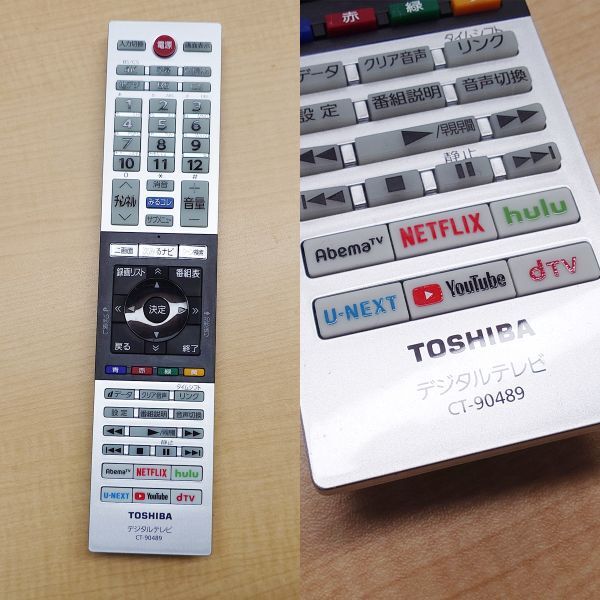 入力切換 電源 画面表示
1 2 3
4 5 6
7 8 9
10 11 12
チャンネル 消音 音量
みるコレ
サブメニュー
二画面
録画リスト 番組表
決定
戻る 終了
青 赤 緑 黄
タイムシフト
dデータ クリア音声 リンク
設定 番組説明 音声切換
/早見早聞
静止
AbemaTV NETFLIX hulu
U-NEXT YouTube dTV
TOSHIBA
デジタルテレビ
CT-90489
赤 緑
タイムシフト
データ クリア音声 リンク
設定 番組説明 音声切換
/早見早聞
静止
AbemaTV NETFLIX hulu
U-NEXT YouTube dTV
TOSHIBA
デジタルテレビ
CT-90489